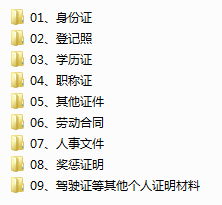 01、身份证
02、登记照
03、学历证
04、职称证
05、其他证件
06、劳动合同
07、人事文件
08、奖惩证明
09、驾驶证等其他个人证明材料